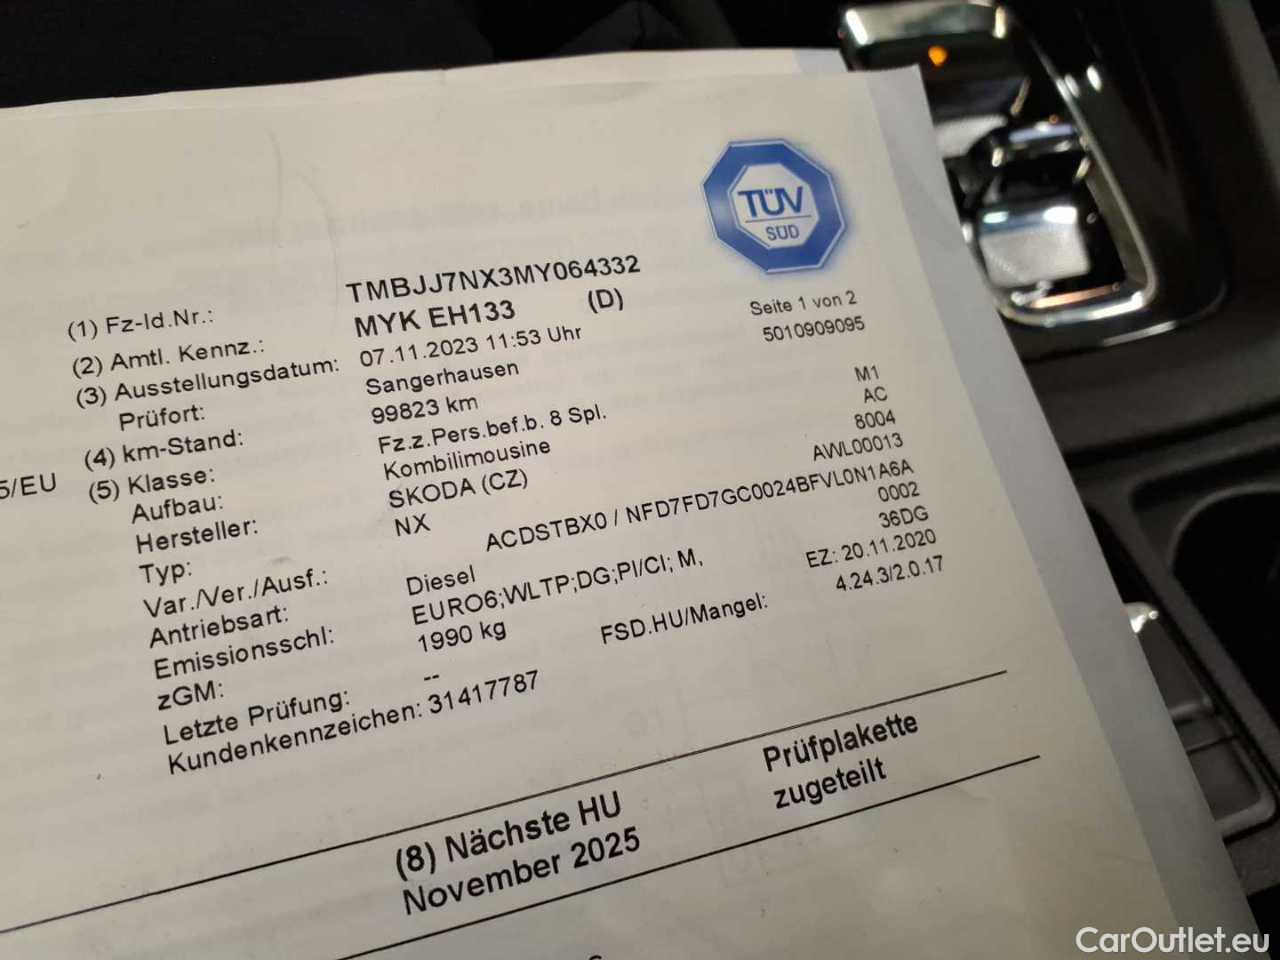 TÜV
SÜD
(1) Fz-Id.Nr.: TMBJJ7NX3MY064332
(2) Amtl. Kennz.: MYK EH133 (D) Seite 1 von 2
(3) Ausstellungsdatum: 07.11.2023 11:53 Uhr 5010909095
Prüfort: Sangerhausen
(4) km-Stand: 99823 km
5/EU (5) Klasse: Fz.z.Pers.bef.b. 8 Spl. M1
Aufbau: Kombilimousine AC
Hersteller: SKODA (CZ) 8004
Typ: NX AWL00013
Var./Ver./Ausf.: ACDSTBX0 / NFD7FD7GC0024BFVL0N1A6A
Antriebsart: Diesel 0002
Emissionsschl: EURO6;WLTP;DG;PI/CI; M, 36DG
zGM: 1990 kg EZ: 20.11.2020
Letzte Prüfung: -- FSD.HU/Mangel: 4.24.3/2.0.17
Kundenkennzeichen: 31417787
(8) Nächste HU Prüfplakette
November 2025 zugeteilt
CarOutlet.eu